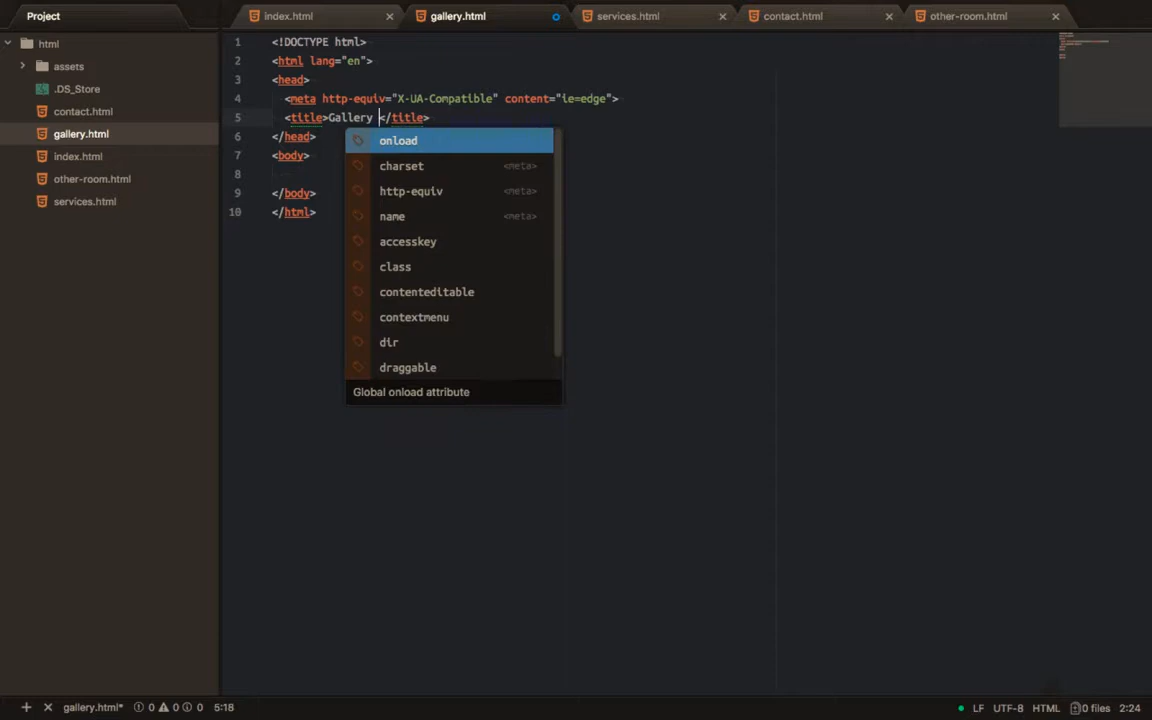 Project
index.html
gallery.html
services.html
contact.html
other-room.html
html
assets
.DS_Store
contact.html
gallery.html
index.html
other-room.html
services.html
1 <!DOCTYPE html>
2 <html lang="en">
3 <head>
4 <meta http-equiv="X-UA-Compatible" content="ie=edge">
5 <title>Gallery </title>
6 </head>
7 <body>
8
9 </body>
10 </html>
onload
charset <meta>
http-equiv <meta>
name <meta>
accesskey
class
contenteditable
contextmenu
dir
draggable
Global onload attribute
gallery.html* 0 0 0 5:18
LF UTF-8 HTML 0 files 2:24